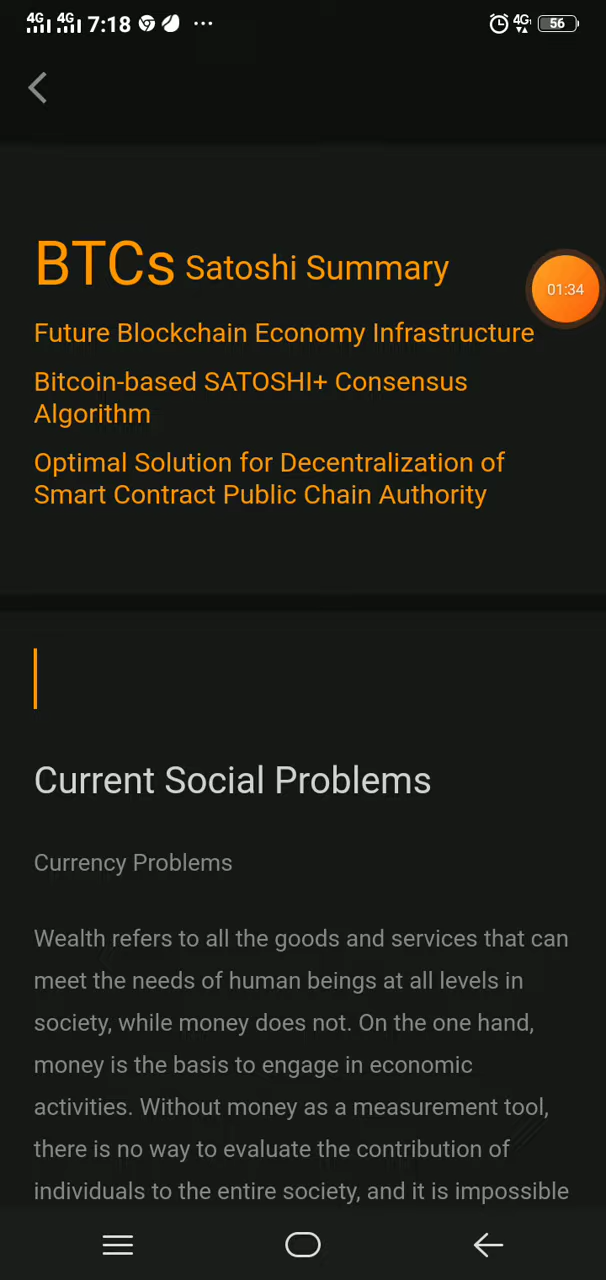 4G 4G 7:18 ... 4G 56
BTCs Satoshi Summary
01:34
Future Blockchain Economy Infrastructure
Bitcoin-based SATOSHI+ Consensus
Algorithm
Optimal Solution for Decentralization of
Smart Contract Public Chain Authority
Current Social Problems
Currency Problems
Wealth refers to all the goods and services that can
meet the needs of human beings at all levels in
society, while money does not. On the one hand,
money is the basis to engage in economic
activities. Without money as a measurement tool,
there is no way to evaluate the contribution of
individuals to the entire society, and it is impossible